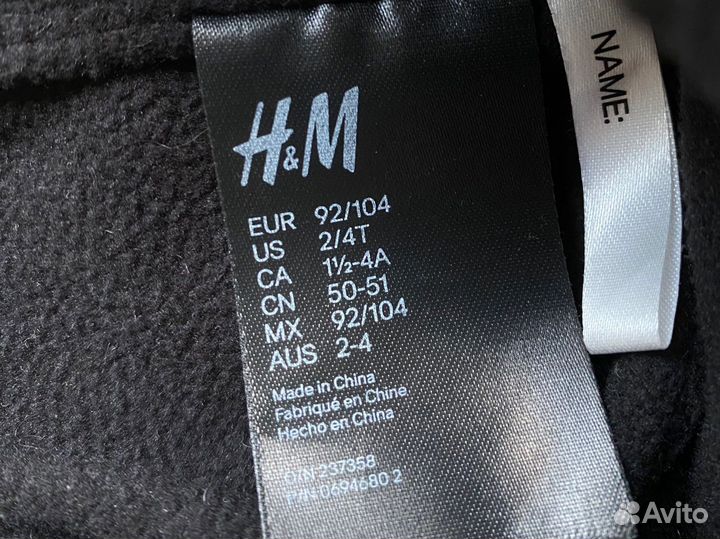 H&M
EUR 92/104
US 2/4T
CA 1½-4A
CN 50-51
MX 92/104
AUS 2-4
Made in China
Fabriqué en Chine
Hecho en China
OIN 237358
P/N 0694680 2
NAME:
Avito